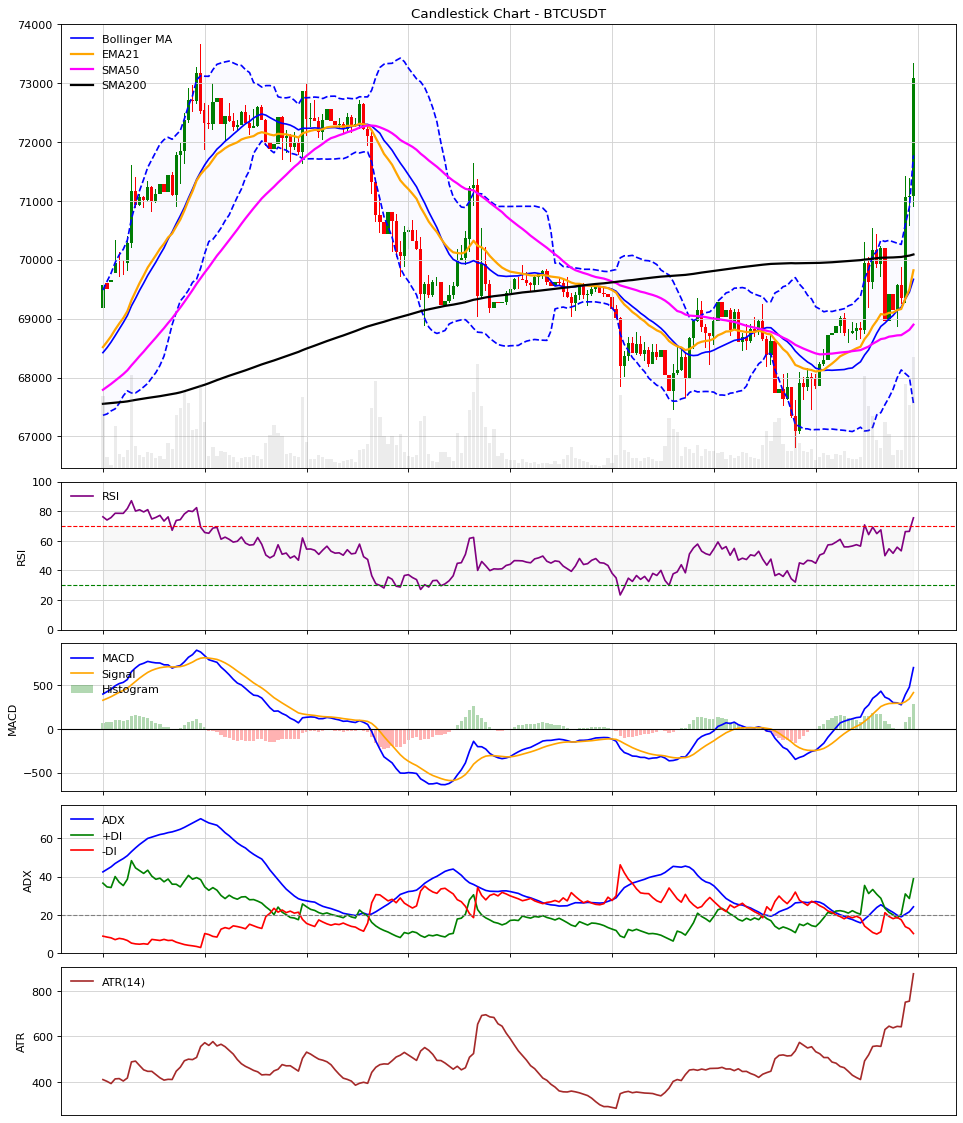 Candlestick Chart - BTCUSDT
74000
73000
72000
71000
70000
69000
68000
67000
Bollinger MA
EMA21
SMA50
SMA200
100
80
60
40
20
0
RSI
RSI
500
0
−500
MACD
MACD
Signal
Histogram
60
40
20
0
ADX
ADX
+DI
-DI
800
600
400
ATR
ATR(14)